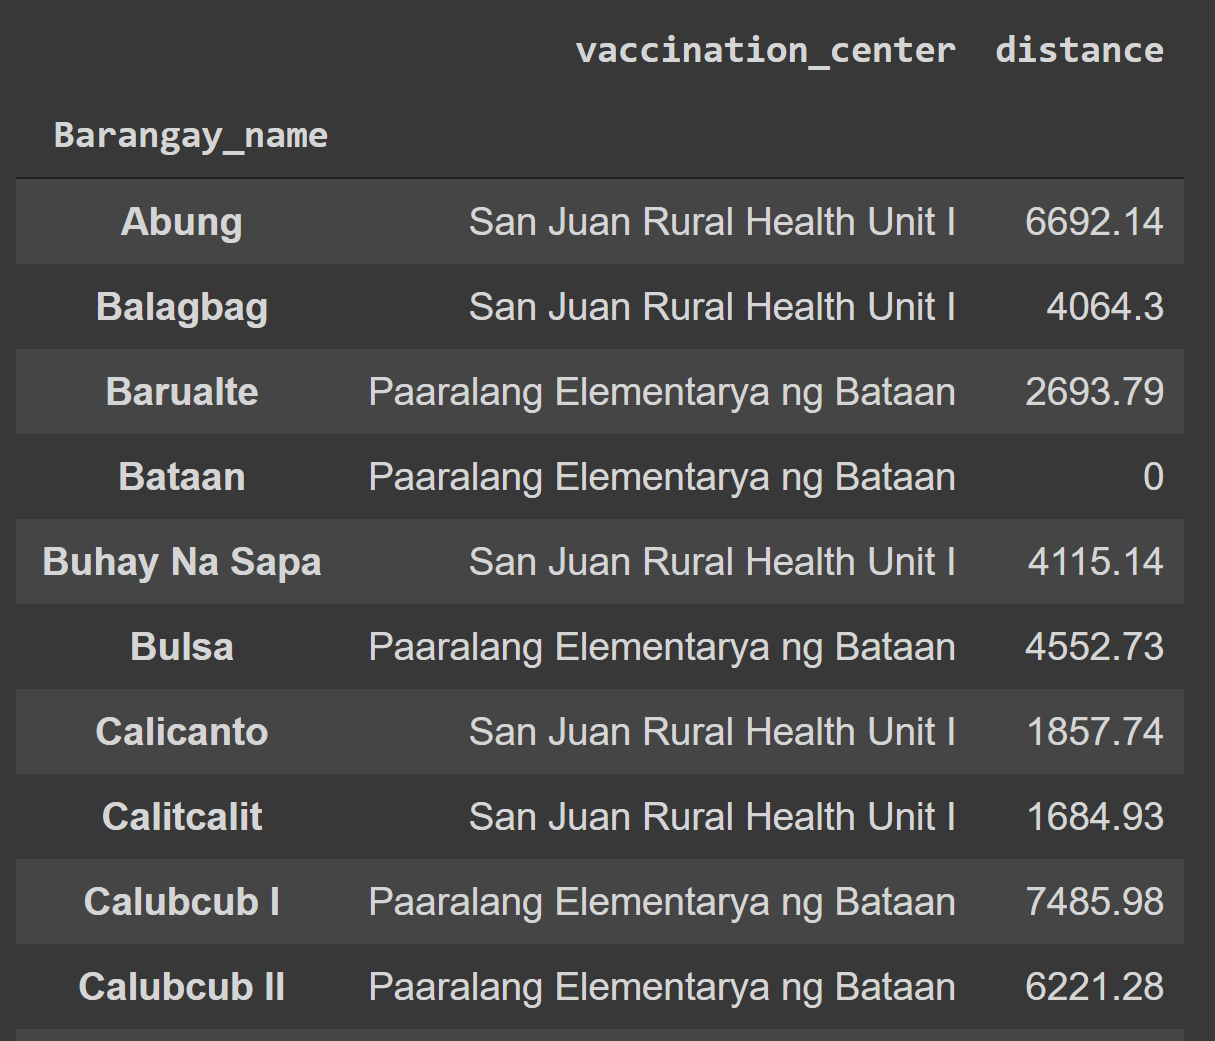 vaccination_center distance
Barangay_name
Abung San Juan Rural Health Unit I 6692.14
Balagbag San Juan Rural Health Unit I 4064.3
Barualte Paaralang Elementarya ng Bataan 2693.79
Bataan Paaralang Elementarya ng Bataan 0
Buhay Na Sapa San Juan Rural Health Unit I 4115.14
Bulsa Paaralang Elementarya ng Bataan 4552.73
Calicanto San Juan Rural Health Unit I 1857.74
Calitcalit San Juan Rural Health Unit I 1684.93
Calubcub I Paaralang Elementarya ng Bataan 7485.98
Calubcub II Paaralang Elementarya ng Bataan 6221.28